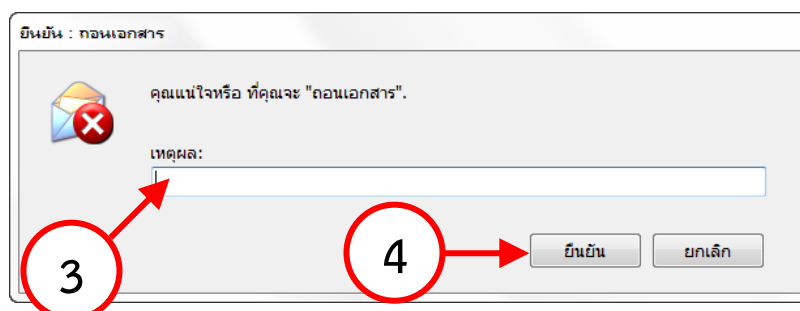 ยืนยัน : ถอนเอกสาร
คุณแน่ใจหรือ ที่คุณจะ "ถอนเอกสาร".
เหตุผล:
3
4
ยืนยัน
ยกเลิก